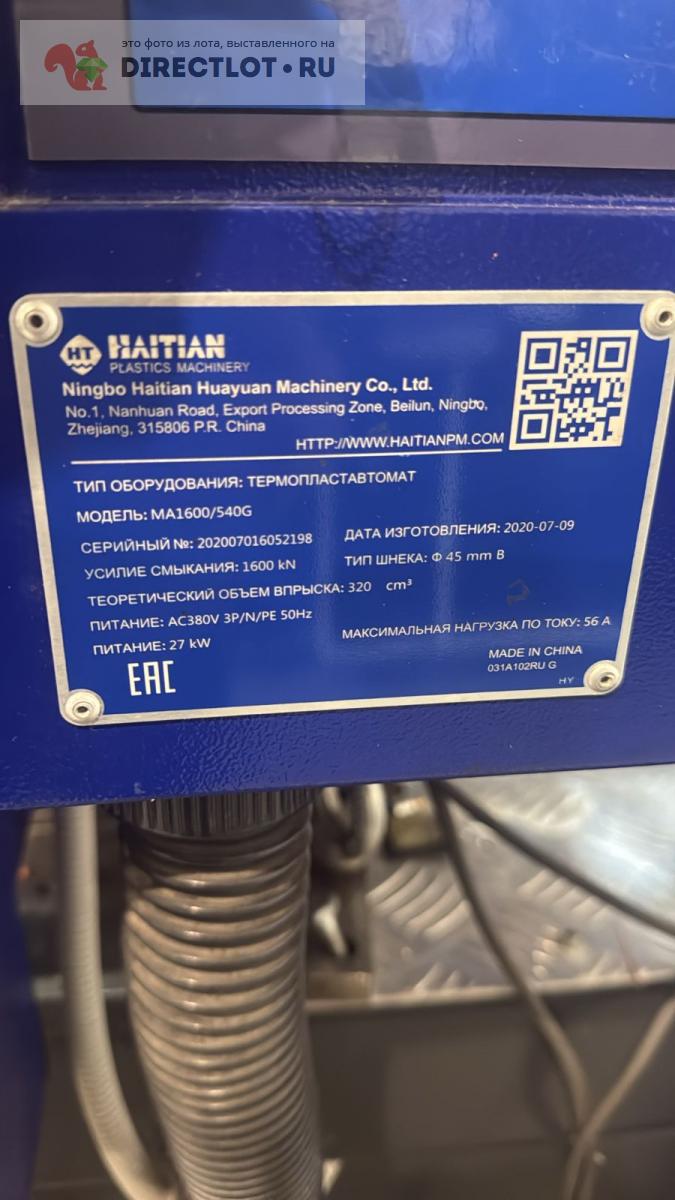 это фото из лота, выставленного на
DIRECTLOT.RU
HT HAITIAN
PLASTICS MACHINERY
Ningbo Haitian Huayuan Machinery Co., Ltd.
No.1, Nanhuan Road, Export Processing Zone, Beilun, Ningbo,
Zhejiang, 315806 P.R. China
HTTP://WWW.HAITIANPM.COM
ТИП ОБОРУДОВАНИЯ: ТЕРМОПЛАСТАВТОМАТ
МОДЕЛЬ: MA1600/540G
СЕРИЙНЫЙ №: 202007016052198 ДАТА ИЗГОТОВЛЕНИЯ: 2020-07-09
УСИЛИЕ СМЫКАНИЯ: 1600 kN ТИП ШНЕКА: Φ 45 mm B
ТЕОРЕТИЧЕСКИЙ ОБЪЕМ ВПРЫСКА: 320 cm³
ПИТАНИЕ: AC380V 3P/N/PE 50Hz МАКСИМАЛЬНАЯ НАГРУЗКА ПО ТОКУ: 56 A
ПИТАНИЕ: 27 kW
MADE IN CHINA
EAC
031A102RU G
HY